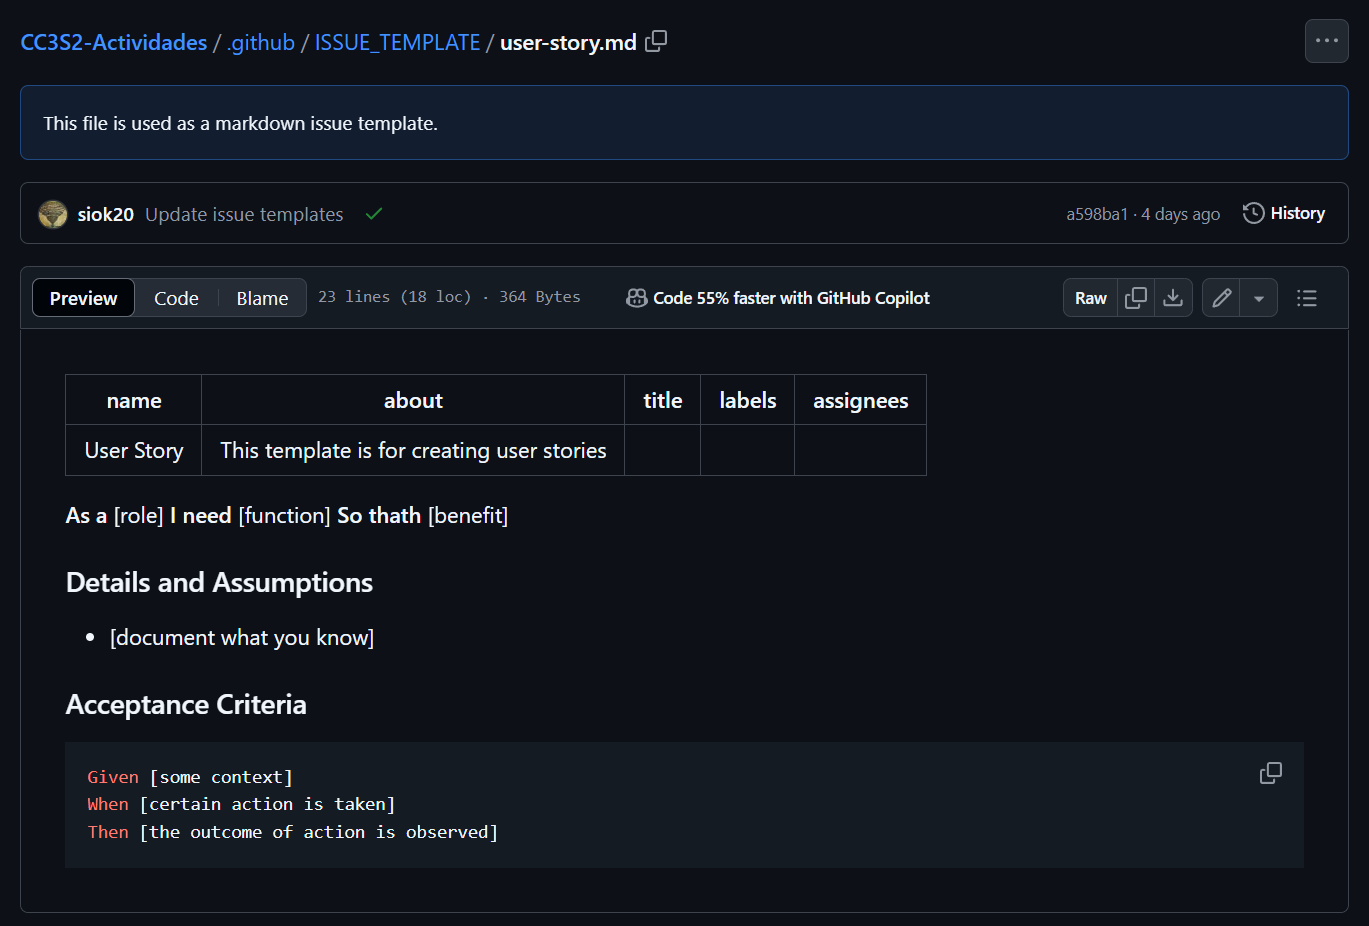 CC3S2-Actividades / .github / ISSUE_TEMPLATE / user-story.md
This file is used as a markdown issue template.
siok20 Update issue templates a598ba1 · 4 days ago History
Preview Code Blame 23 lines (18 loc) · 364 Bytes Code 55% faster with GitHub Copilot Raw
name about title labels assignees
User Story This template is for creating user stories
As a [role] I need [function] So thath [benefit]
Details and Assumptions
• [document what you know]
Acceptance Criteria
Given [some context]
When [certain action is taken]
Then [the outcome of action is observed]